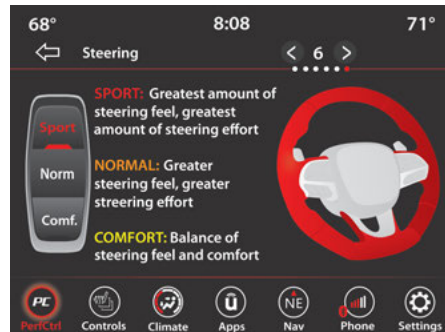 68° 8:08 71°
Steering < 6 >
SPORT: Greatest amount of
steering feel, greatest
amount of steering effort
Sport
NORMAL: Greater
steering feel, greater
streering effort
Norm
COMFORT: Balance of
steering feel and comfort
Comf.
PC NE
PerfCtrl Controls Climate Apps Nav Phone Settings